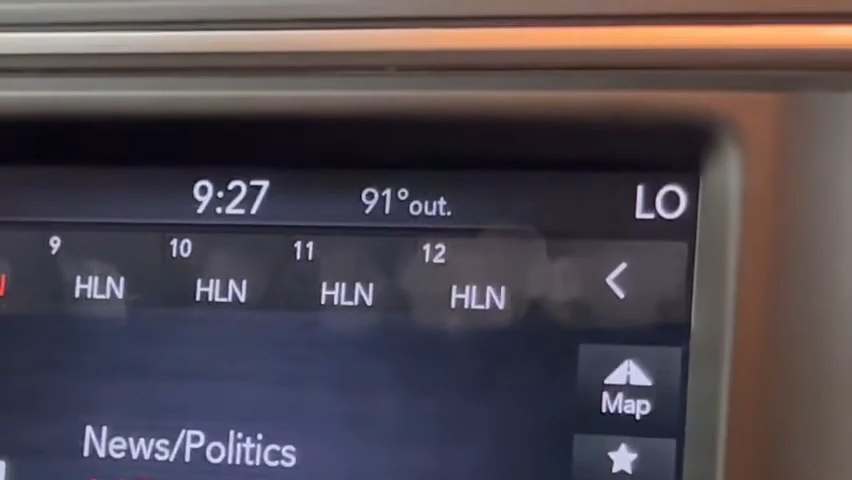 9:27 91°out. LO
9 10 11 12
HLN HLN HLN HLN
Map
News/Politics